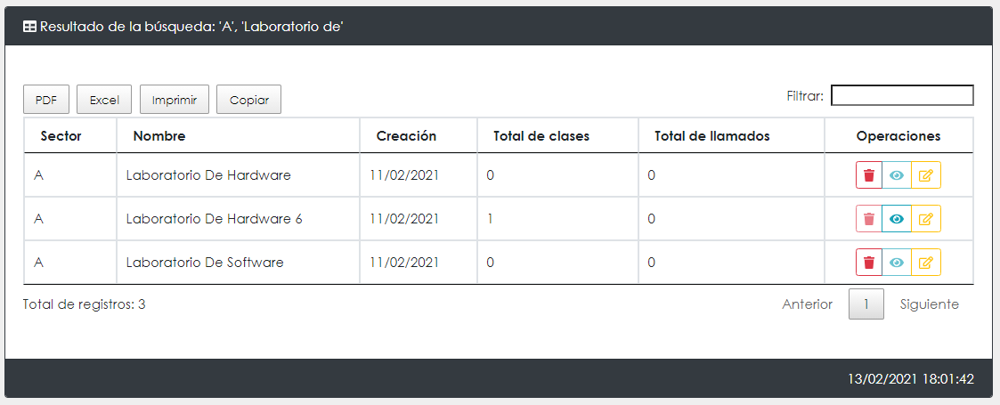 Resultado de la búsqueda: 'A', 'Laboratorio de'
PDF Excel Imprimir Copiar Filtrar:
Sector Nombre Creación Total de clases Total de llamados Operaciones
A Laboratorio De Hardware 11/02/2021 0 0
A Laboratorio De Hardware 6 11/02/2021 1 0
A Laboratorio De Software 11/02/2021 0 0
Total de registros: 3 Anterior 1 Siguiente
13/02/2021 18:01:42